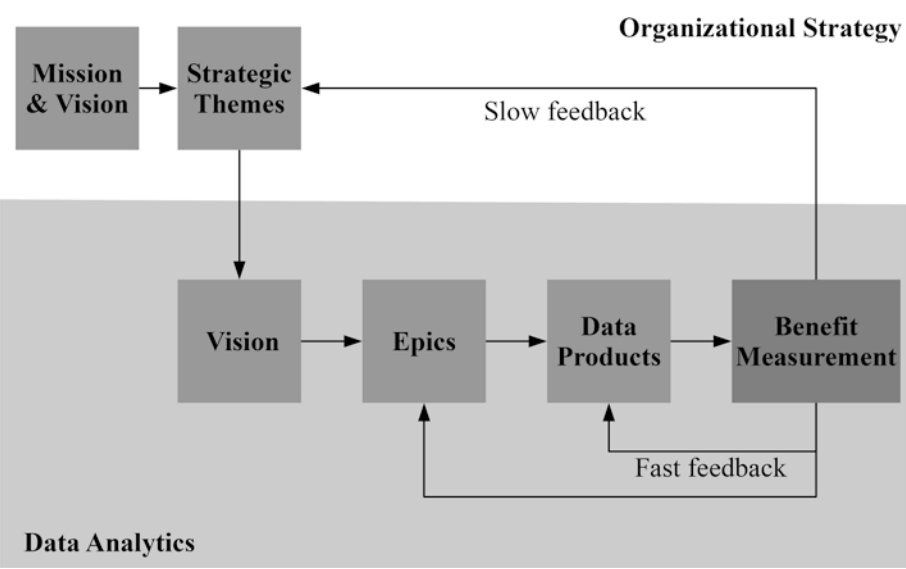 Organizational Strategy
Mission
& Vision
Strategic
Themes
Slow feedback
Vision
Epics
Data
Products
Benefit
Measurement
Fast feedback
Data Analytics